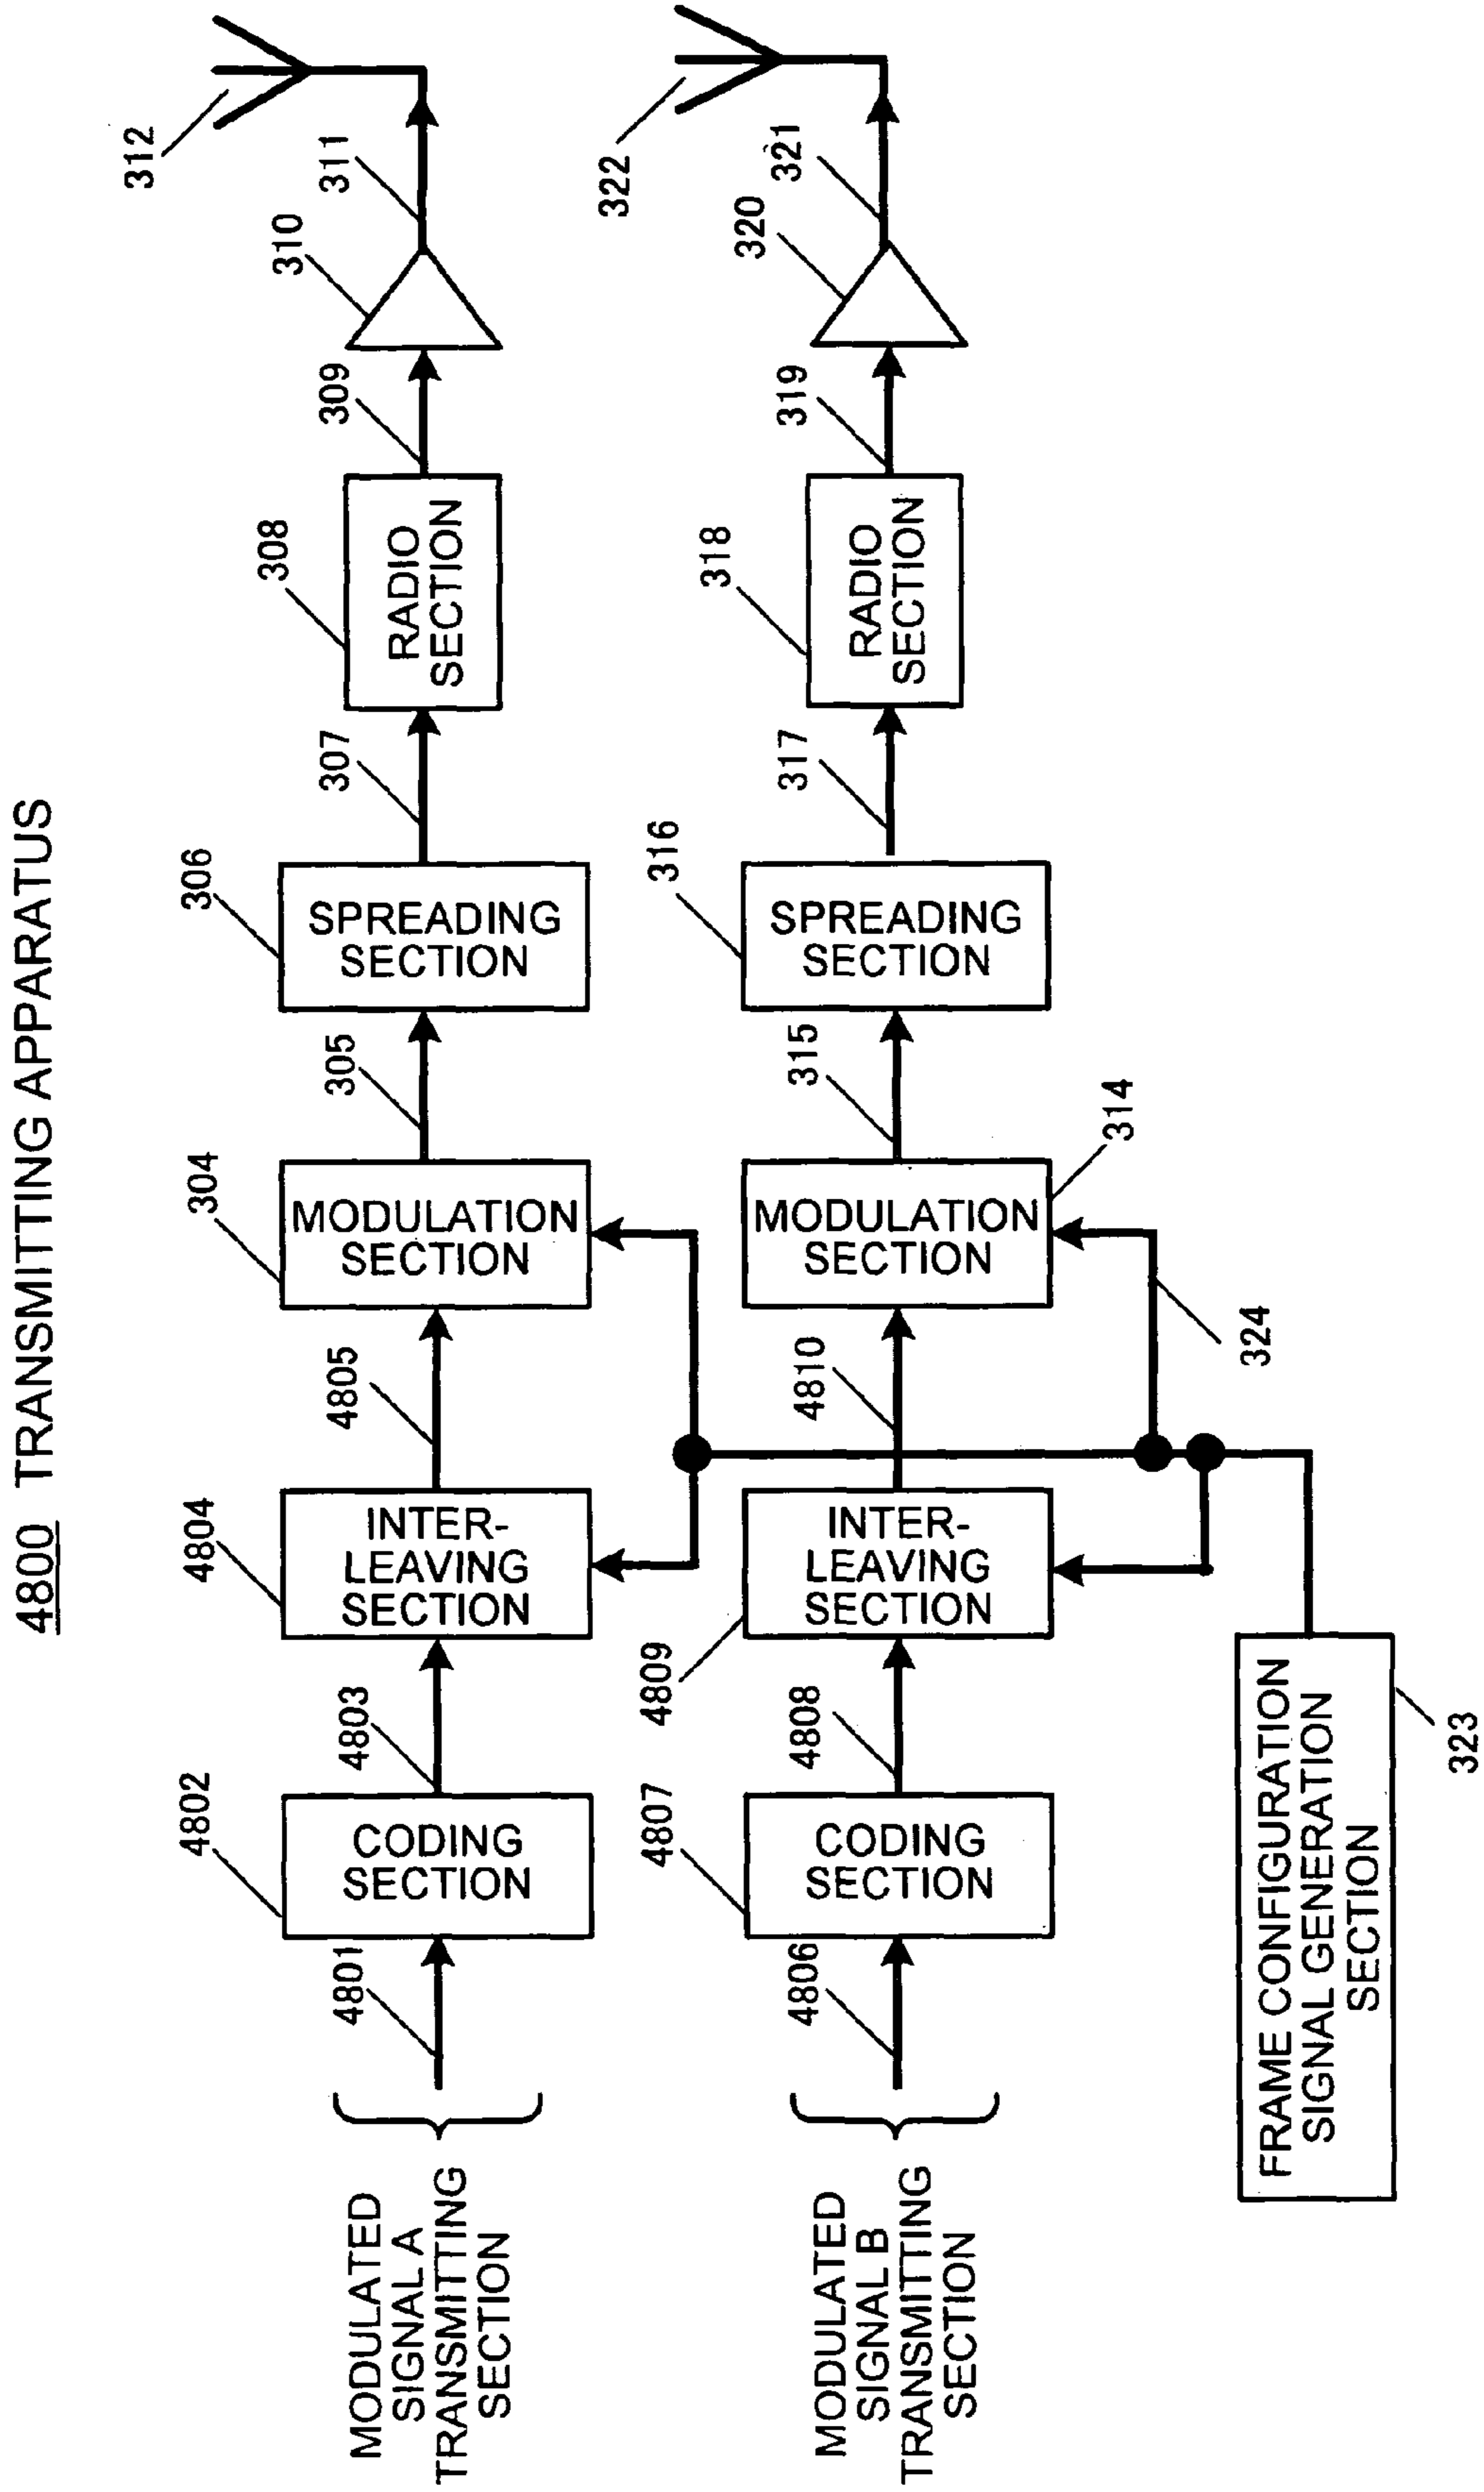 4800 TRANSMITTING APPARATUS
MODULATED
SIGNAL A
TRANSMITTING
SECTION
4801
4802
CODING
SECTION
4803
4804
INTER-
LEAVING
SECTION
4805
304
MODULATION
SECTION
305
306
SPREADING
SECTION
307
308
RADIO
SECTION
309
310
311
312
MODULATED
SIGNAL B
TRANSMITTING
SECTION
4806
4807
CODING
SECTION
4808
4809
INTER-
LEAVING
SECTION
4810
314
MODULATION
SECTION
315
316
SPREADING
SECTION
317
318
RADIO
SECTION
319
320
321
322
324
FRAME CONFIGURATION
SIGNAL GENERATION
SECTION
323